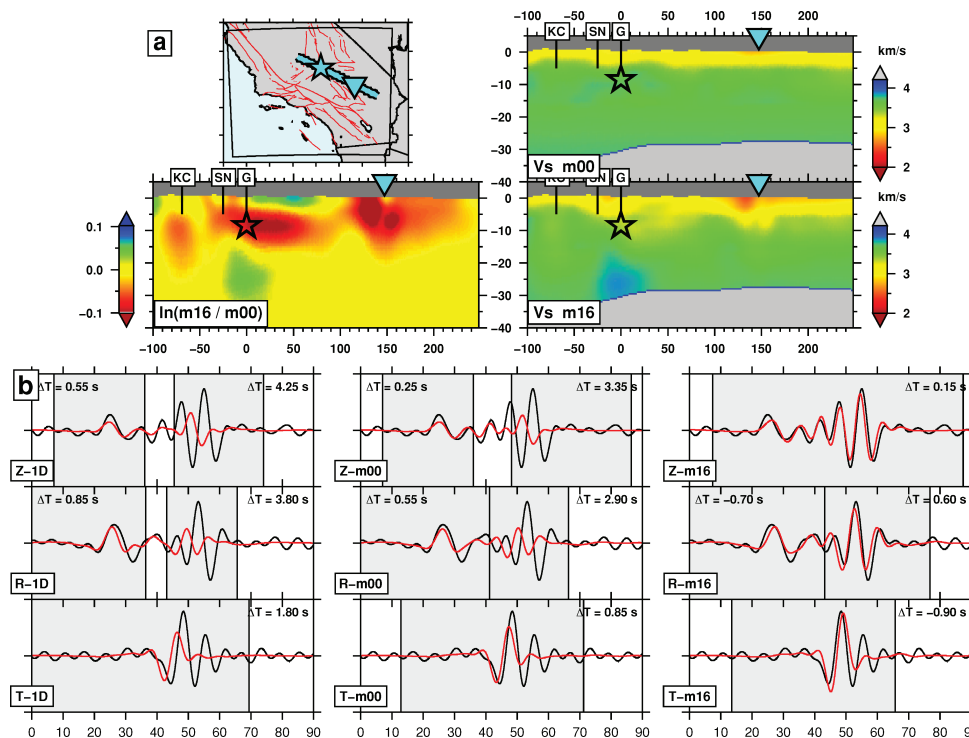 a
−100 −50 0 50 100 150 200
KC SN G
0
−10
−20
−30
Vs m00
km/s
4
3
2
KC SN G
0.1
0.0
−0.1
ln(m16 / m00)
−100 −50 0 50 100 150 200
KC SN G
−40
0
−10
−20
−30
−40
Vs m16
−100 −50 0 50 100 150 200
km/s
4
3
2
b
ΔT = 0.55 s ΔT = 4.25 s
Z−1D
ΔT = 0.25 s ΔT = 3.35 s
Z−m00
ΔT = 0.15 s
Z−m16
ΔT = 0.85 s ΔT = 3.80 s
R−1D
ΔT = 0.55 s ΔT = 2.90 s
R−m00
ΔT = −0.70 s ΔT = 0.60 s
R−m16
ΔT = 1.80 s
T−1D
ΔT = 0.85 s
T−m00
ΔT = −0.90 s
T−m16
0 10 20 30 40 50 60 70 80 90
0 10 20 30 40 50 60 70 80 90
0 10 20 30 40 50 60 70 80 90